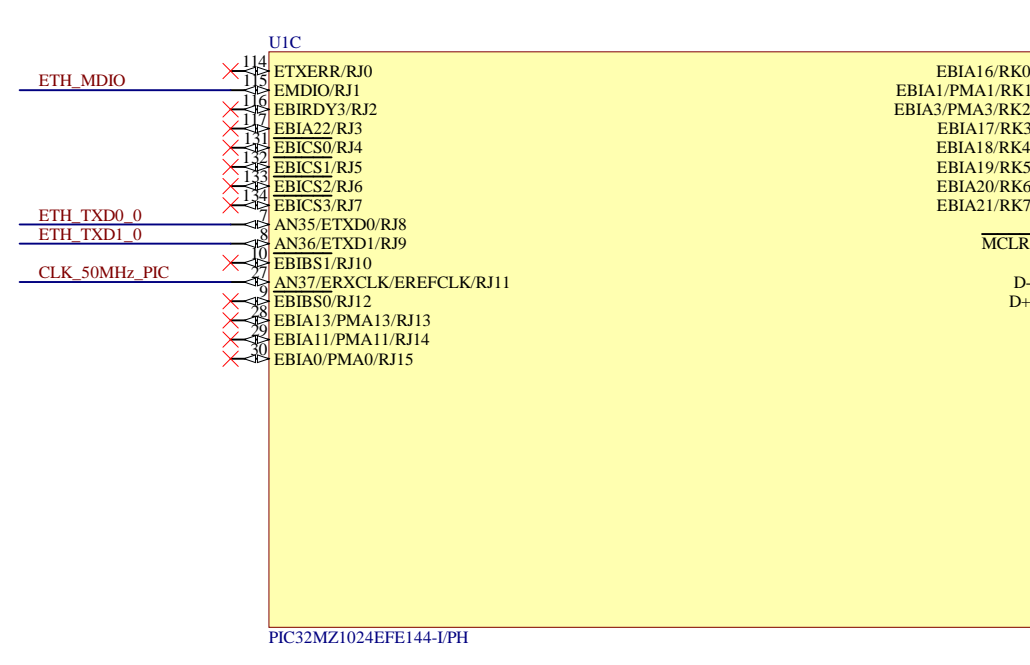 U1C
114
ETXERR/RJ0
EBIA16/RK0
ETH_MDIO
115
EMDIO/RJ1
EBIA1/PMA1/RK1
116
EBIRDY3/RJ2
EBIA3/PMA3/RK2
117
EBIA22/RJ3
EBIA17/RK3
131
EBICS0/RJ4
EBIA18/RK4
132
EBICS1/RJ5
EBIA19/RK5
133
EBICS2/RJ6
EBIA20/RK6
134
EBICS3/RJ7
EBIA21/RK7
ETH_TXD0_0
7
AN35/ETXD0/RJ8
ETH_TXD1_0
8
AN36/ETXD1/RJ9
MCLR
10
EBIBS1/RJ10
CLK_50MHz_PIC
27
AN37/ERXCLK/EREFCLK/RJ11
D-
9
EBIBS0/RJ12
D+
28
EBIA13/PMA13/RJ13
29
EBIA11/PMA11/RJ14
30
EBIA0/PMA0/RJ15
PIC32MZ1024EFE144-I/PH